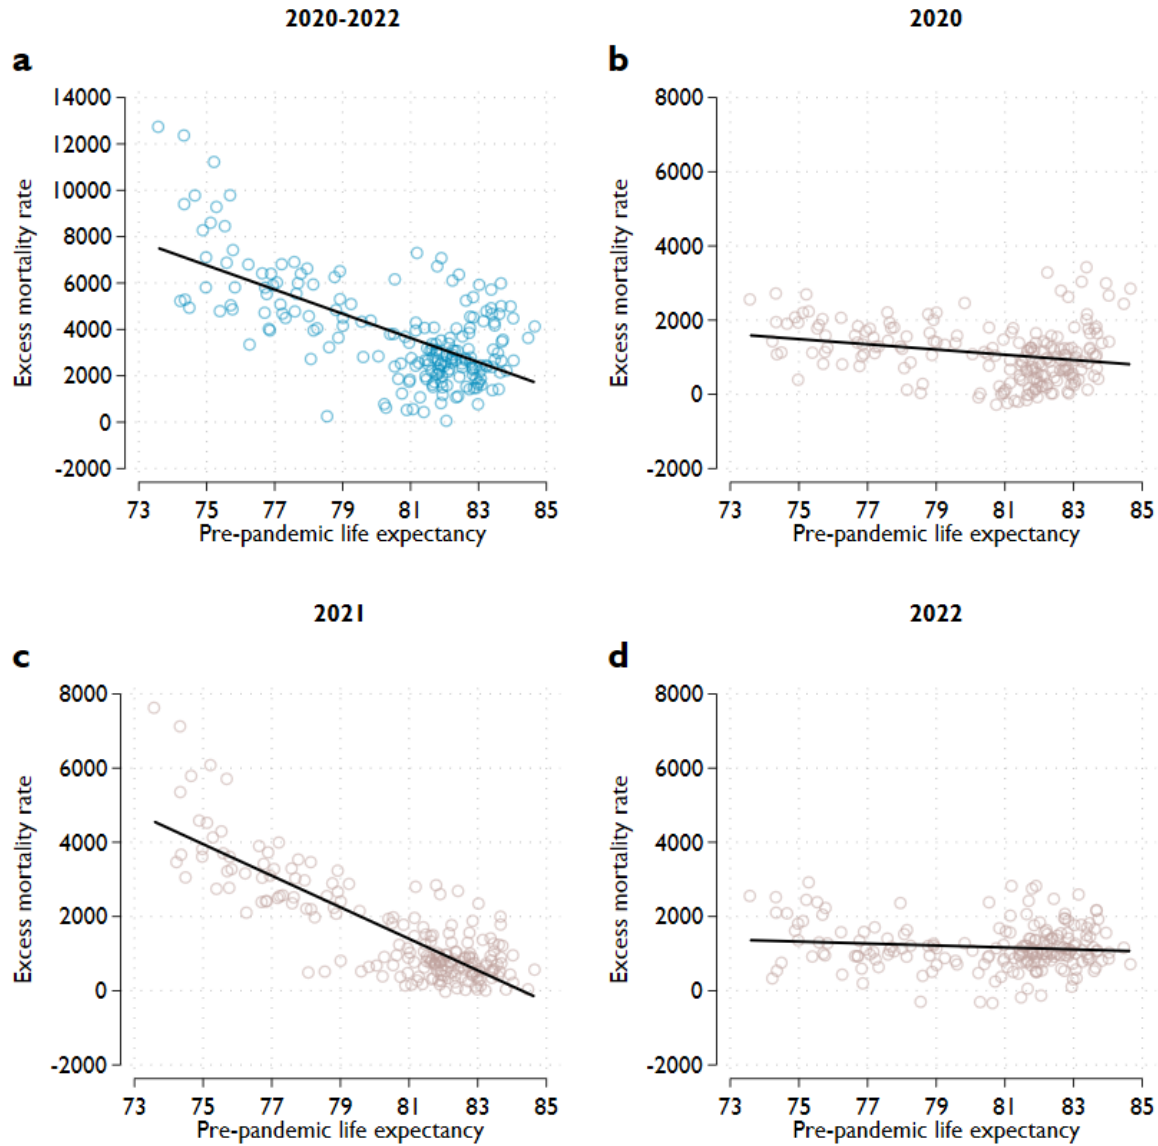 2020-2022
a
14000
12000
10000
8000
6000
4000
2000
0
-2000
Excess mortality rate
73 75 77 79 81 83 85
Pre-pandemic life expectancy
2020
b
8000
6000
4000
2000
0
-2000
Excess mortality rate
73 75 77 79 81 83 85
Pre-pandemic life expectancy
2021
c
8000
6000
4000
2000
0
-2000
Excess mortality rate
73 75 77 79 81 83 85
Pre-pandemic life expectancy
2022
d
8000
6000
4000
2000
0
-2000
Excess mortality rate
73 75 77 79 81 83 85
Pre-pandemic life expectancy